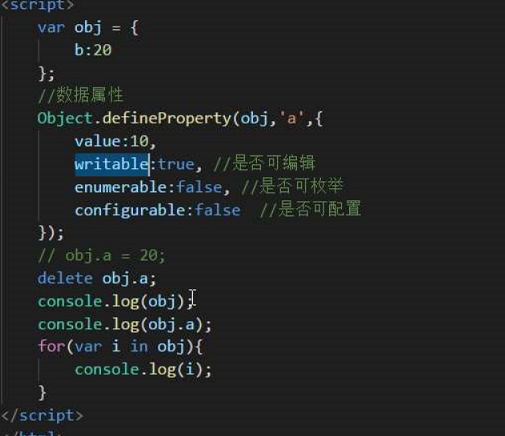 <script>
var obj = {
b:20
};
//数据属性
Object.defineProperty(obj,'a',{
value:10,
writable:true, //是否可编辑
enumerable:false, //是否可枚举
configurable:false  //是否可配置
});
// obj.a = 20;
delete obj.a;
console.log(obj);
console.log(obj.a);
for(var i in obj){
console.log(i);
}
</script>